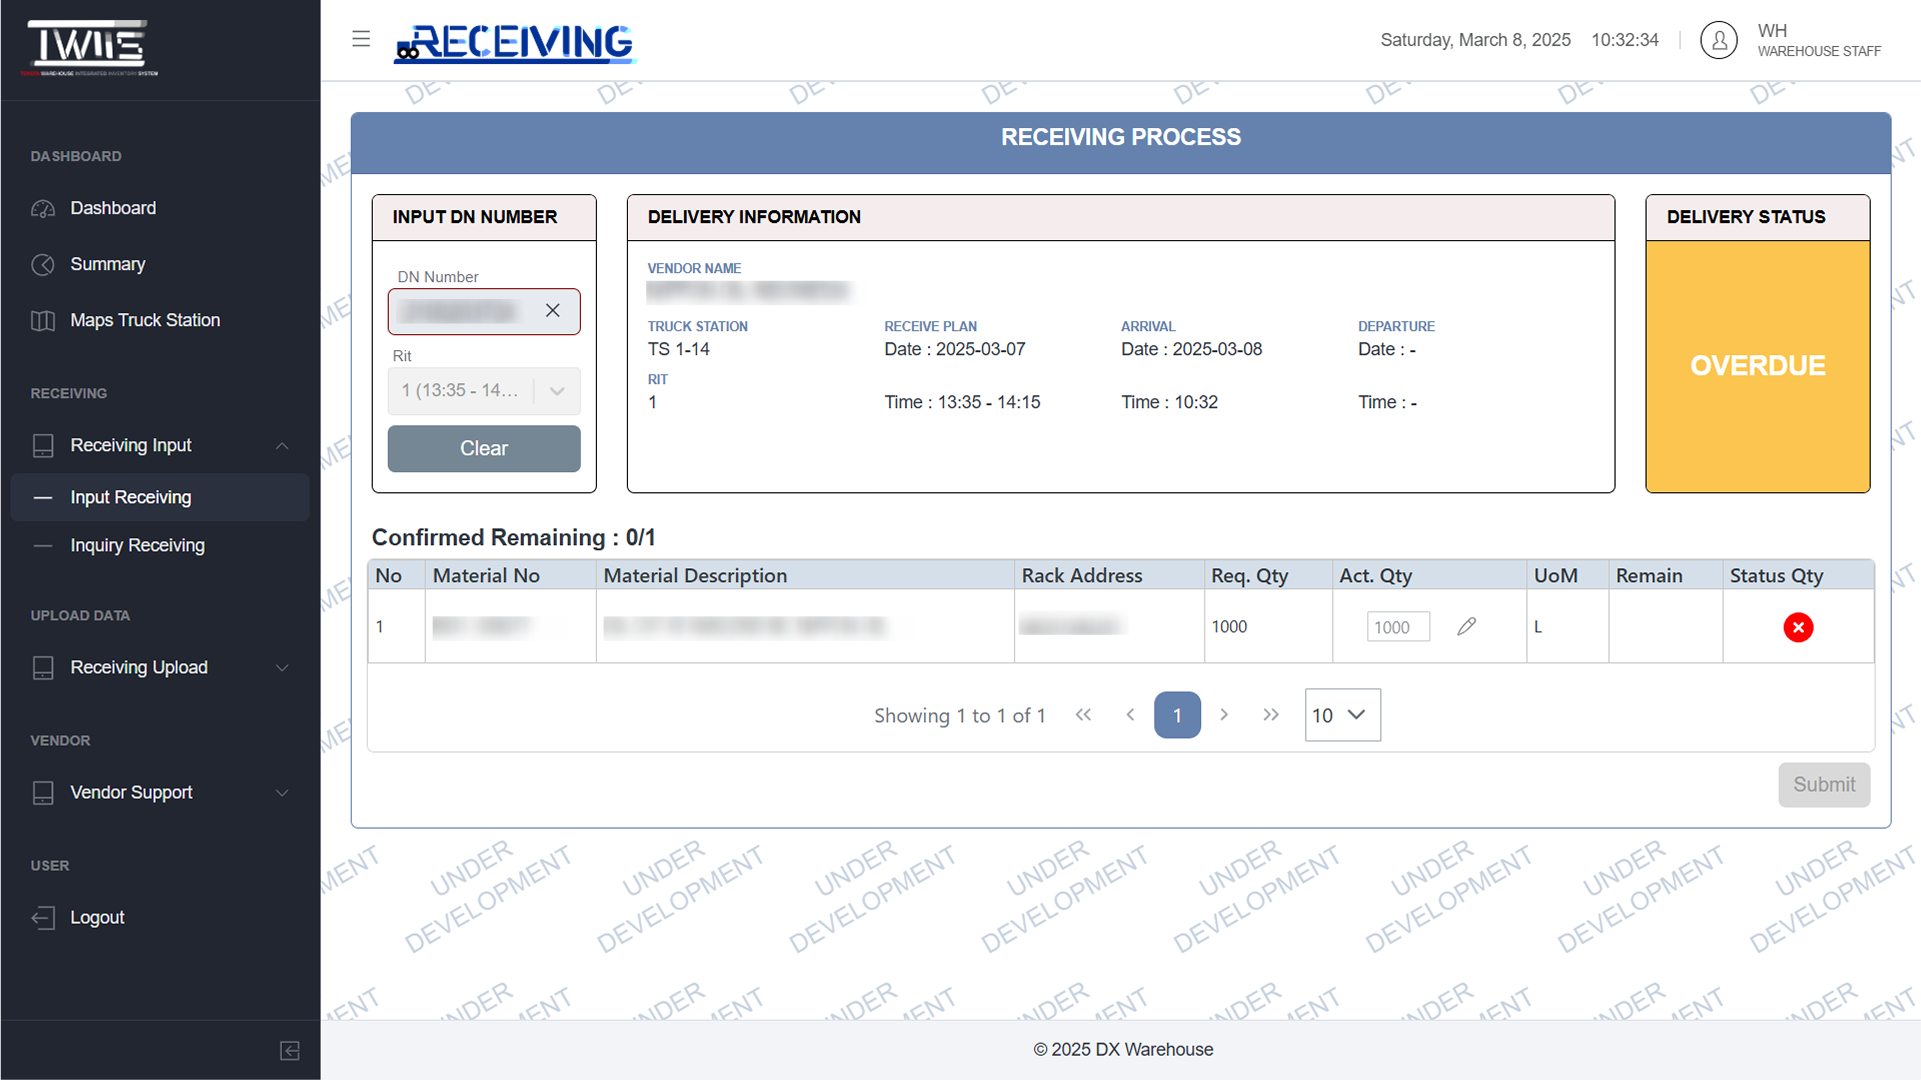 TWIIS
TOYOTA WAREHOUSE INTEGRATED INVENTORY SYSTEM
RECEIVING
Saturday, March 8, 2025 10:32:34
WH
WAREHOUSE STAFF
DASHBOARD
Dashboard
Summary
Maps Truck Station
RECEIVING
Receiving Input
Input Receiving
Inquiry Receiving
UPLOAD DATA
Receiving Upload
VENDOR
Vendor Support
USER
Logout
RECEIVING PROCESS
INPUT DN NUMBER
DN Number
Rit
1 (13:35 - 14...
Clear
DELIVERY INFORMATION
VENDOR NAME
TRUCK STATION RECEIVE PLAN ARRIVAL DEPARTURE
TS 1-14 Date : 2025-03-07 Date : 2025-03-08 Date : -
RIT
1 Time : 13:35 - 14:15 Time : 10:32 Time : -
DELIVERY STATUS
OVERDUE
Confirmed Remaining : 0/1
No Material No Material Description Rack Address Req. Qty Act. Qty UoM Remain Status Qty
1 1000 1000 L
Showing 1 to 1 of 1 1 10
Submit
UNDER DEVELOPMENT
© 2025 DX Warehouse